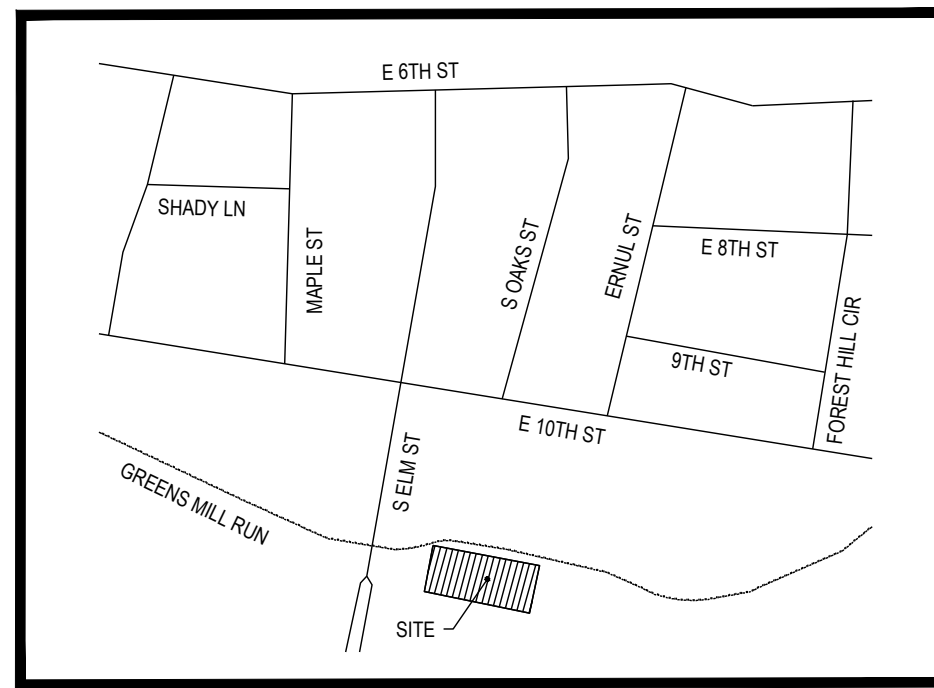 E 6TH ST
SHADY LN
MAPLE ST
S OAKS ST
ERNUL ST
E 8TH ST
FOREST HILL CIR
9TH ST
E 10TH ST
S ELM ST
GREENS MILL RUN
SITE